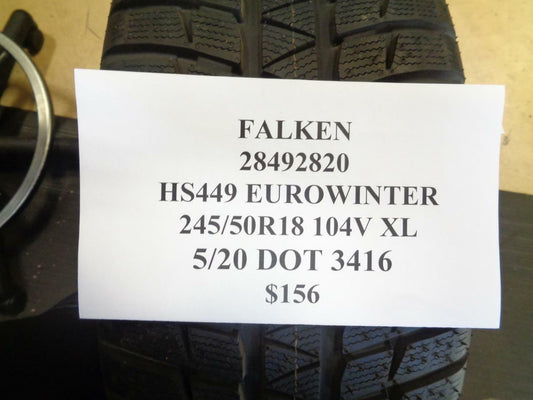 FALKEN
28492820
HS449 EUROWINTER
245/50R18 104V XL
5/20 DOT 3416
$156